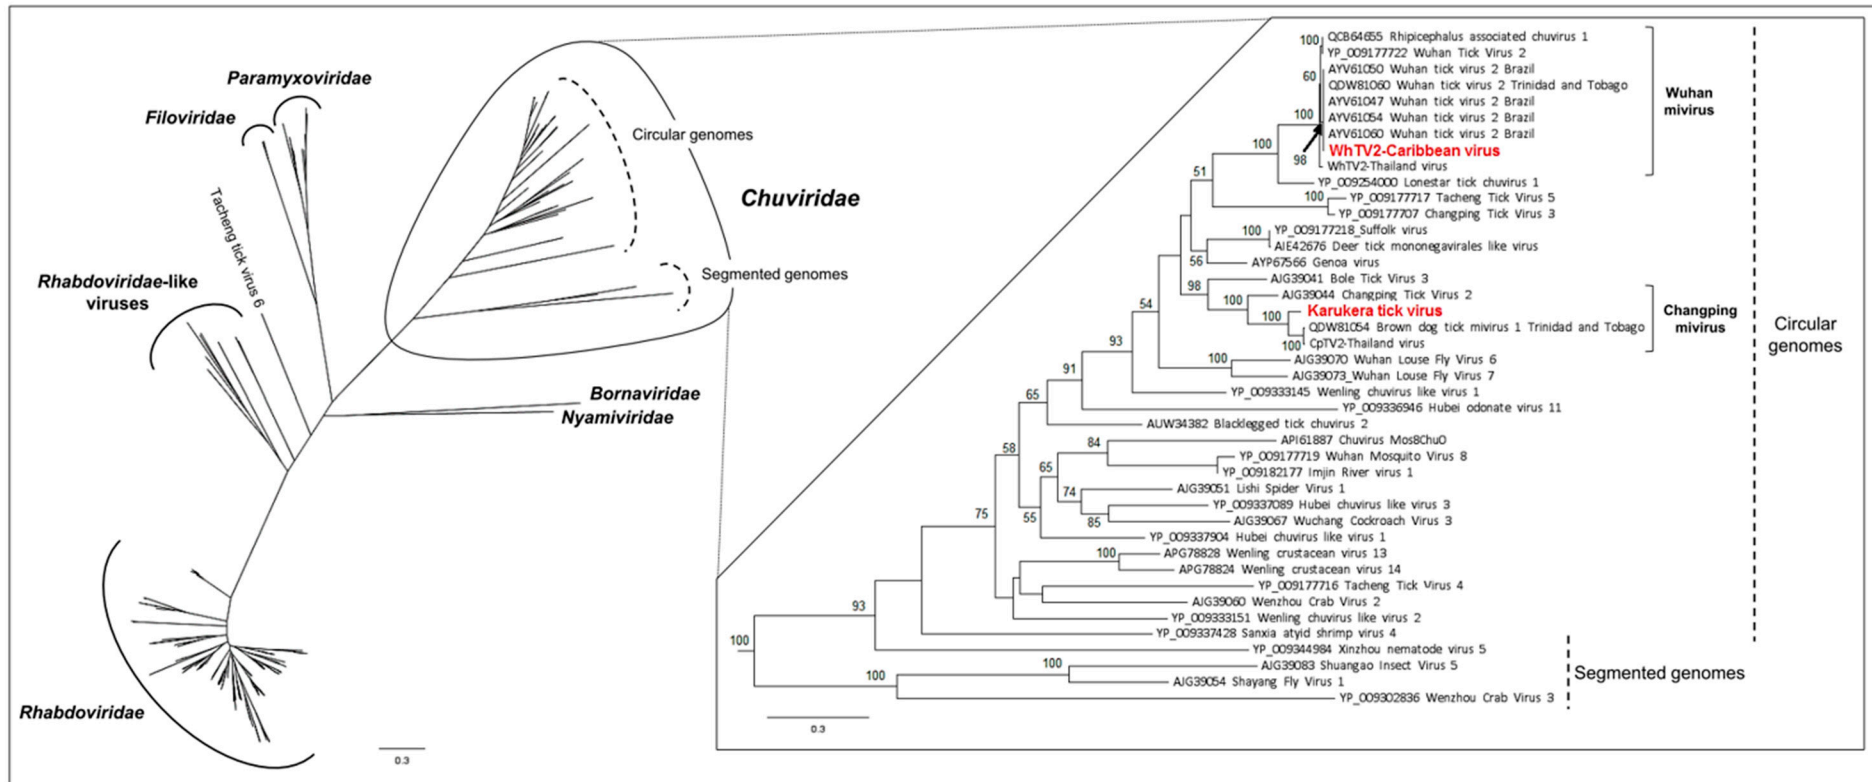 Paramyxoviridae
Filoviridae
Tacheng tick virus 6
Rhabdoviridae-like
viruses
Rhabdoviridae
0.3
Circular genomes
Chuviridae
Segmented genomes
Bornaviridae
Nyamiviridae
100
QCB64655 Rhipicephalus associated chuvirus 1
YP_009177722 Wuhan Tick Virus 2
60
AYV61050 Wuhan tick virus 2 Brazil
QDW81060 Wuhan tick virus 2 Trinidad and Tobago
AYV61047 Wuhan tick virus 2 Brazil
100
AYV61054 Wuhan tick virus 2 Brazil
AYV61060 Wuhan tick virus 2 Brazil
WhTV2-Caribbean virus
98
WhTV2-Thailand virus
100
YP_009254000 Lonestar tick chuvirus 1
51
100
YP_009177717 Tacheng Tick Virus 5
YP_009177707 Changping Tick Virus 3
100
YP_009177218_Suffolk virus
AIE42676 Deer tick mononegavirales like virus
56
AYP67566 Genoa virus
98
AJG39041 Bole Tick Virus 3
100
AJG39044 Changping Tick Virus 2
54
100
Karukera tick virus
QDW81054 Brown dog tick mivirus 1 Trinidad and Tobago
100
CpTV2-Thailand virus
93
100
AJG39070 Wuhan Louse Fly Virus 6
AJG39073_Wuhan Louse Fly Virus 7
91
YP_009333145 Wenling chuvirus like virus 1
65
YP_009336946 Hubei odonate virus 11
AUW34382 Blacklegged tick chuvirus 2
58
84
API61887 Chuvirus Mos8Chu0
YP_009177719 Wuhan Mosquito Virus 8
65
YP_009182177 Imjin River virus 1
74
AJG39051 Lishi Spider Virus 1
YP_009337089 Hubei chuvirus like virus 3
55
85
AJG39067 Wuchang Cockroach Virus 3
75
YP_009337904 Hubei chuvirus like virus 1
100
APG78828 Wenling crustacean virus 13
APG78824 Wenling crustacean virus 14
YP_009177716 Tacheng Tick Virus 4
AJG39060 Wenzhou Crab Virus 2
93
YP_009333151 Wenling chuvirus like virus 2
YP_009337428 Sanxia atyid shrimp virus 4
100
YP_009344984 Xinzhou nematode virus 5
100
AJG39083 Shuangao Insect Virus 5
100
AJG39054 Shayang Fly Virus 1
YP_009302836 Wenzhou Crab Virus 3
0.3
Wuhan
mivirus
Changping
mivirus
Circular
genomes
Segmented genomes